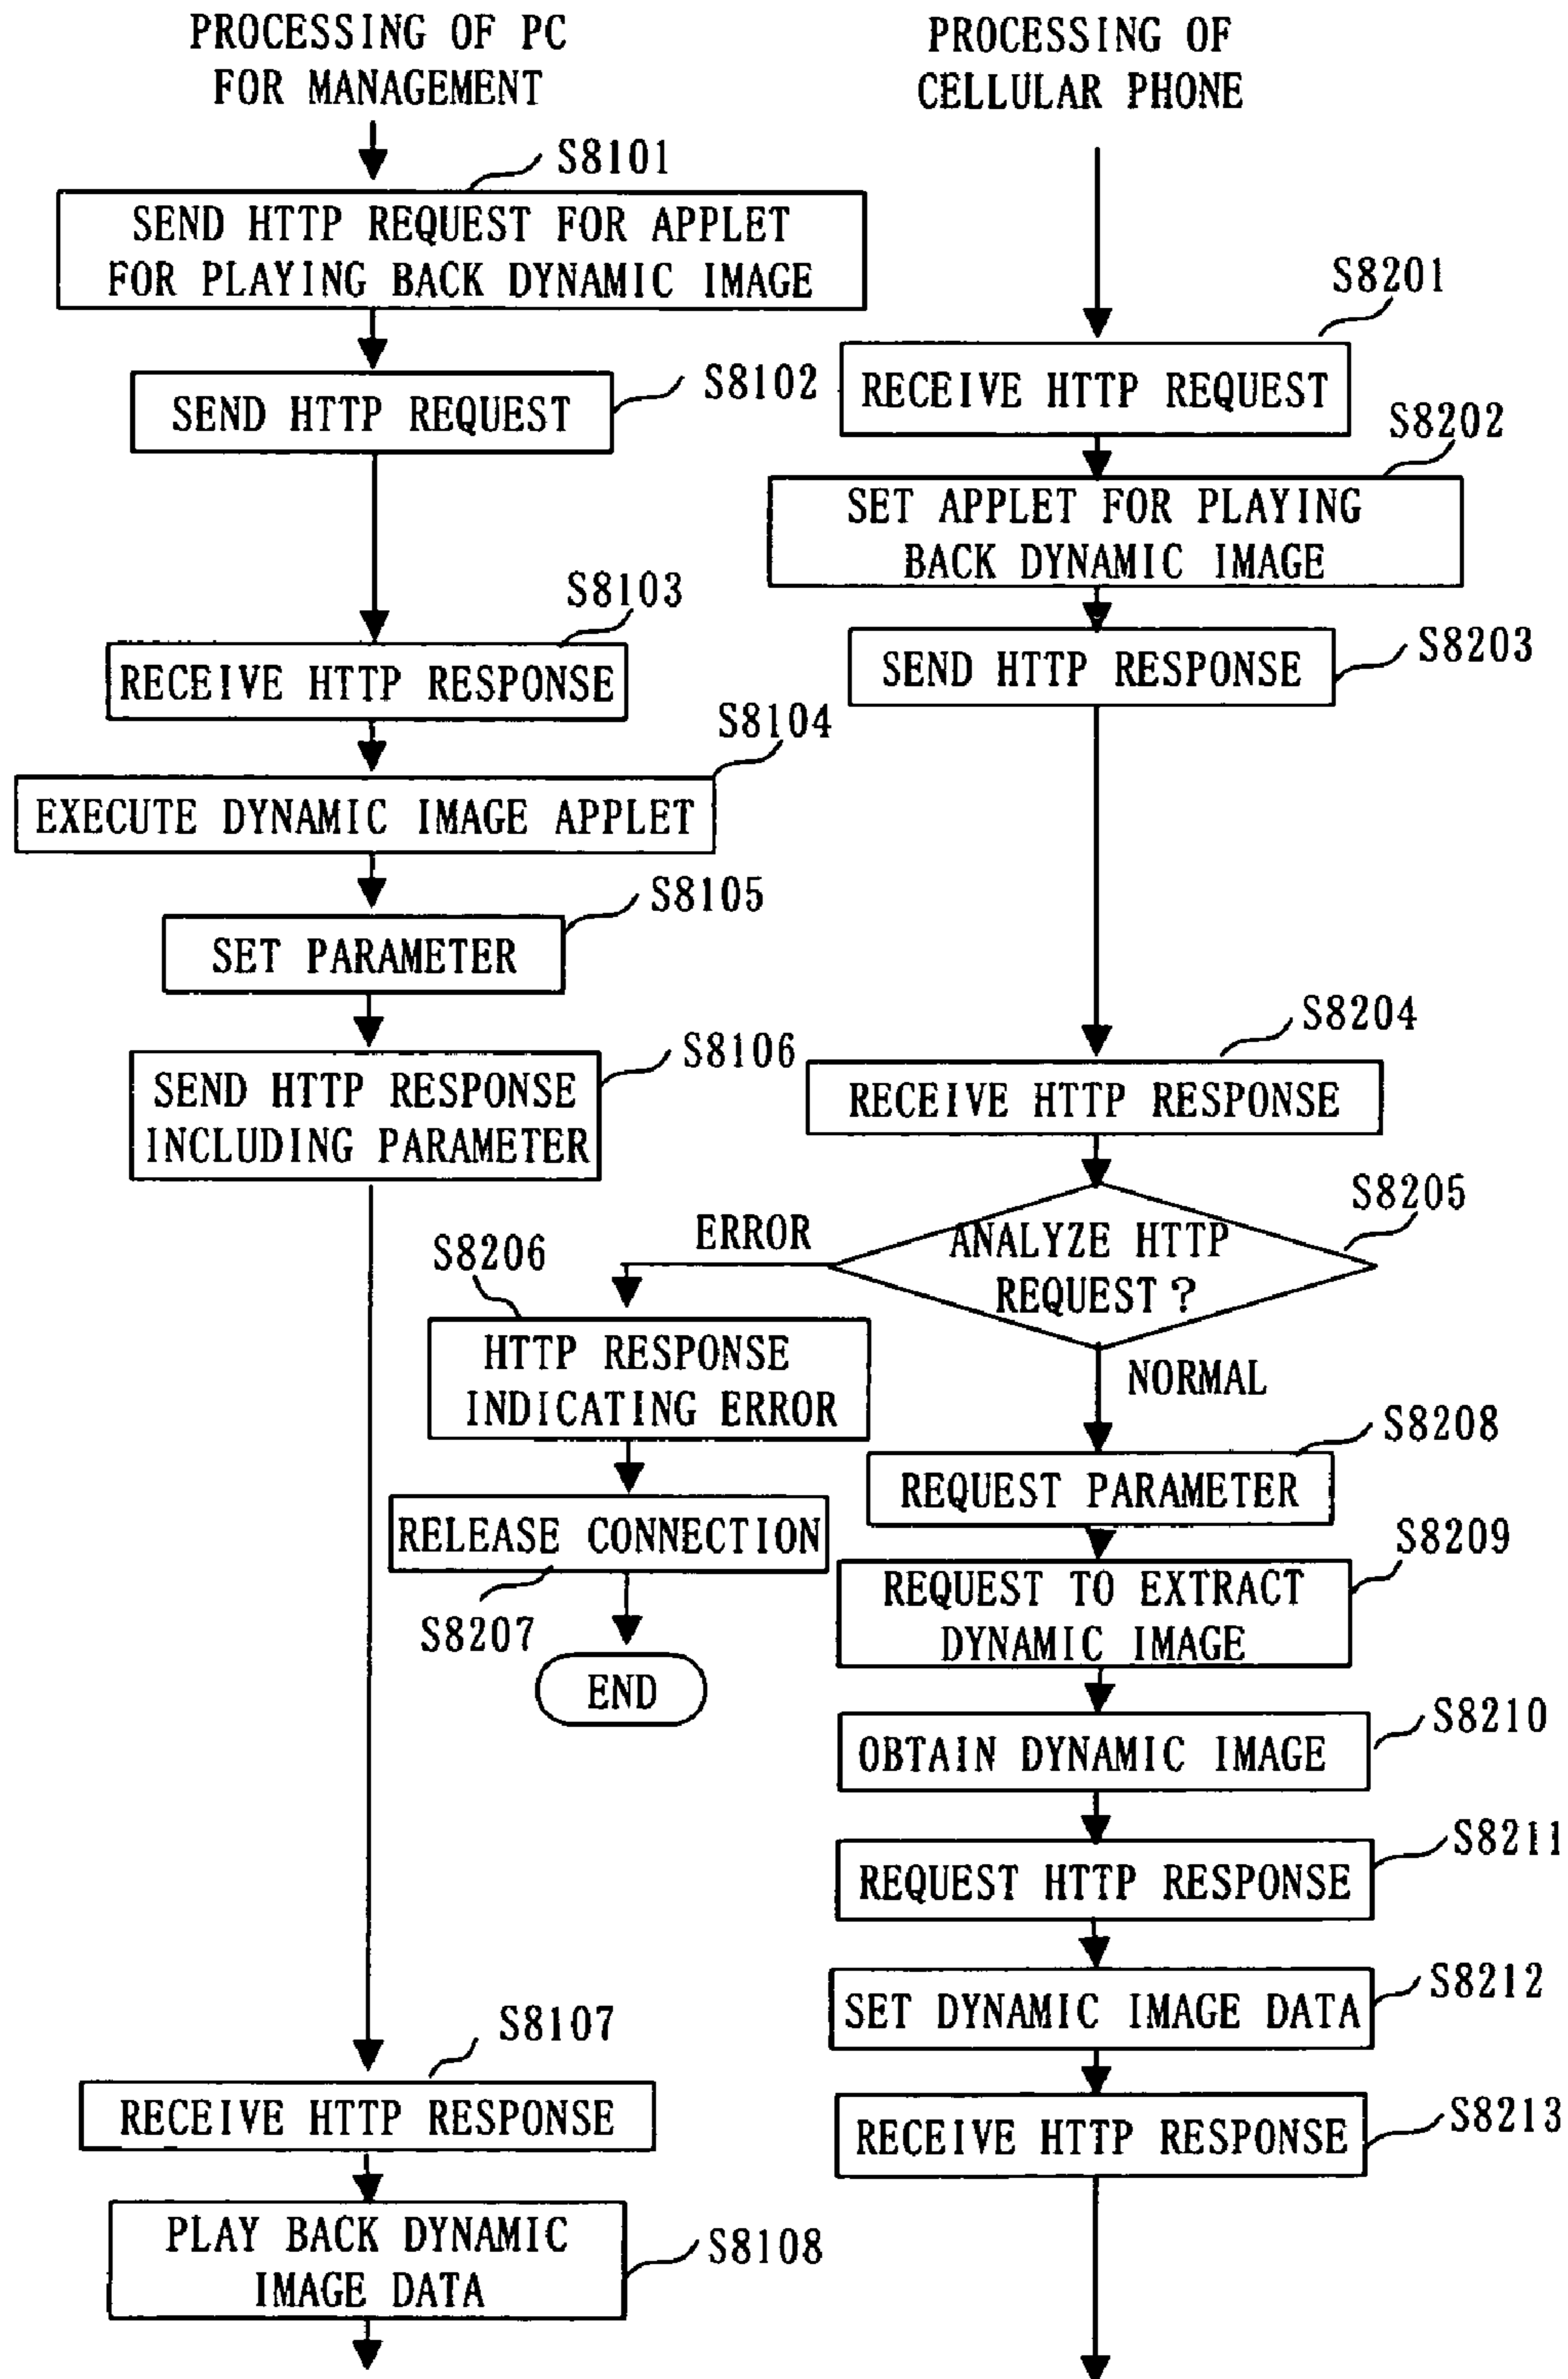 PROCESSING OF PC
FOR MANAGEMENT
S8101
SEND HTTP REQUEST FOR APPLET
FOR PLAYING BACK DYNAMIC IMAGE
S8102
SEND HTTP REQUEST
S8103
RECEIVE HTTP RESPONSE
S8104
EXECUTE DYNAMIC IMAGE APPLET
S8105
SET PARAMETER
S8106
SEND HTTP RESPONSE
INCLUDING PARAMETER
S8107
RECEIVE HTTP RESPONSE
PLAY BACK DYNAMIC
IMAGE DATA
S8108
PROCESSING OF
CELLULAR PHONE
S8201
RECEIVE HTTP REQUEST
S8202
SET APPLET FOR PLAYING
BACK DYNAMIC IMAGE
SEND HTTP RESPONSE
S8203
S8204
RECEIVE HTTP RESPONSE
S8205
ANALYZE HTTP
REQUEST?
ERROR
S8206
HTTP RESPONSE
INDICATING ERROR
RELEASE CONNECTION
S8207
END
NORMAL
S8208
REQUEST PARAMETER
S8209
REQUEST TO EXTRACT
DYNAMIC IMAGE
S8210
OBTAIN DYNAMIC IMAGE
S8211
REQUEST HTTP RESPONSE
S8212
SET DYNAMIC IMAGE DATA
S8213
RECEIVE HTTP RESPONSE